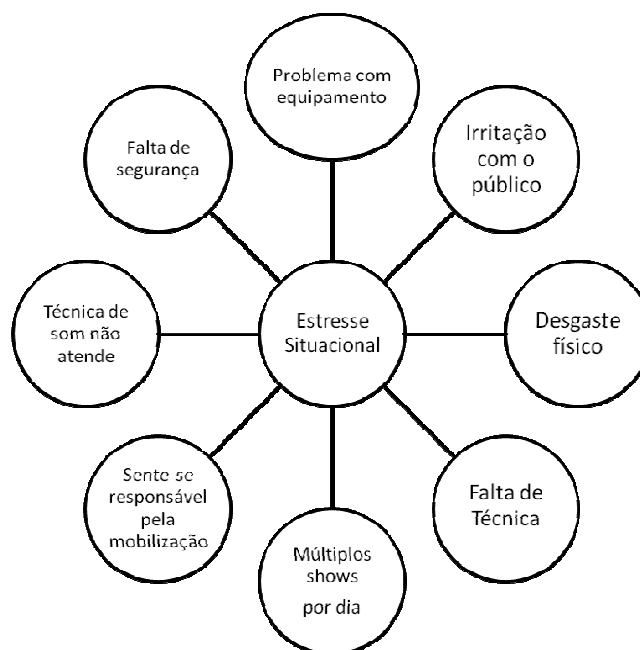 Problema com
equipamento
Irritação
com o
público
Falta de
segurança
Técnica de
som não
atende
Estresse
Situacional
Desgaste
físico
Sente-se
responsável
pela
mobilização
Falta de
Técnica
Múltiplos
shows
por dia